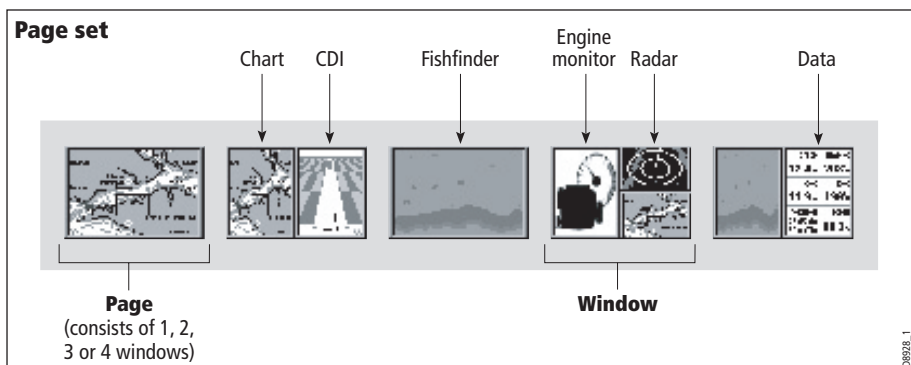 Page set
Chart
CDI
Fishfinder
Engine
monitor
Radar
Data
Page
(consists of 1, 2,
3 or 4 windows)
Window
D8928_1